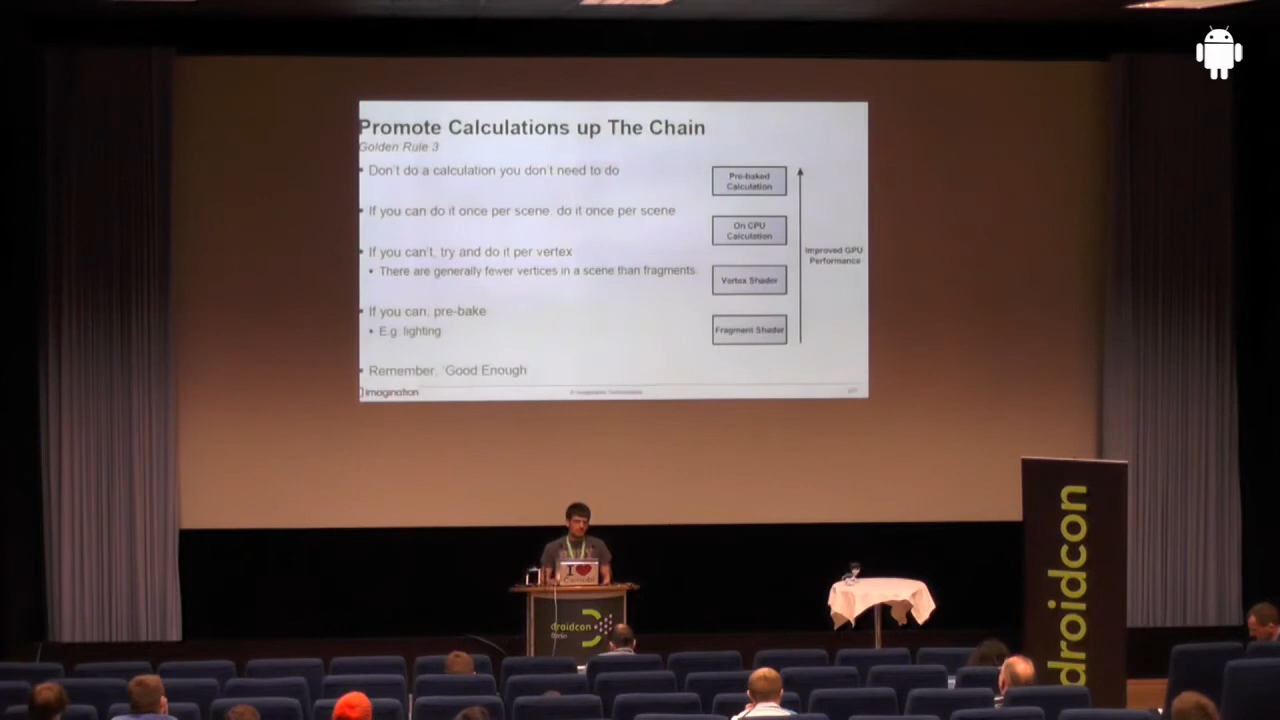 Promote Calculations up The Chain
Golden Rule 3
• Don't do a calculation you don't need to do
• If you can do it once per scene, do it once per scene
• If you can't, try and do it per vertex
• There are generally fewer vertices in a scene than fragments.
• If you can, pre-bake
• E.g. lighting
• Remember, 'Good Enough
Pre-baked
Calculation
On CPU
Calculation
Vertex Shader
Fragment Shader
Improved GPU
Performance
Imagination
© Imagination Technologies
I
droidcon
Berlin
droidcon